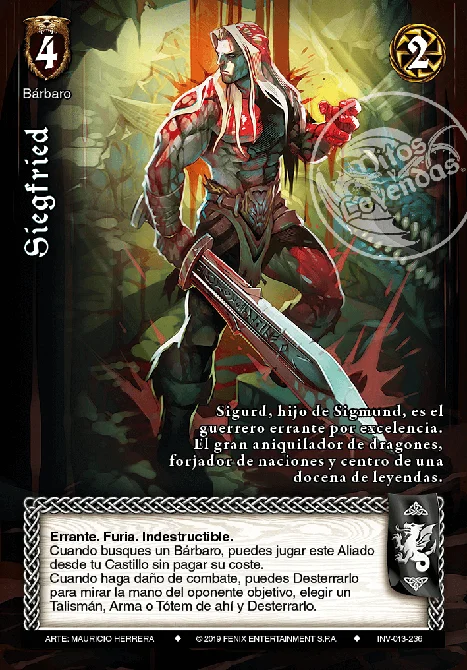 4
2
Bárbaro
Siegfried
Mitos y
Leyendas.
Sigurd, hijo de Sigmund, es el
guerrero errante por excelencia.
El gran aniquilador de dragones,
forjador de naciones y centro de una
docena de leyendas.
Errante. Furia. Indestructible.
Cuando busques un Bárbaro, puedes jugar este Aliado
desde tu Castillo sin pagar su coste.
Cuando haga daño de combate, puedes Desterrarlo
para mirar la mano del oponente objetivo, elegir un
Talismán, Arma o Tótem de ahí y Desterrarlo.
ARTE: MAURICIO HERRERA ♦ © 2019 FENIX ENTERTAINMENT S.P.A. ♦ INV-013-236